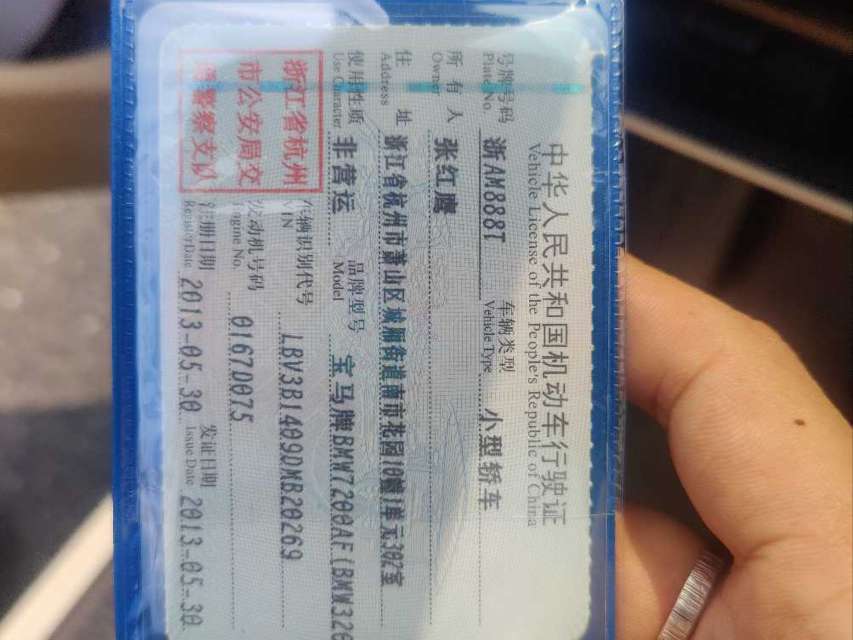 中华人民共和国机动车行驶证
Vehicle License of the People's Republic of China
号牌号码 浙AM888T 车辆类型 小型轿车
Plate No. Vehicle Type
所有人 张红鹰
Owner
住址 浙江省杭州市萧山区城厢街道南市花园10幢1单元302室
Address
使用性质 非营运 品牌型号 宝马牌BMW7200AF(BMW320
Use Character Model
浙江省杭州
市公安局交
通警察支队
车辆识别代号 LBV3B1409DMB20269
VIN
发动机号码 0167D075
Engine No.
注册日期 2013-05-30 发证日期 2013-05-30
Register Date Issue Date